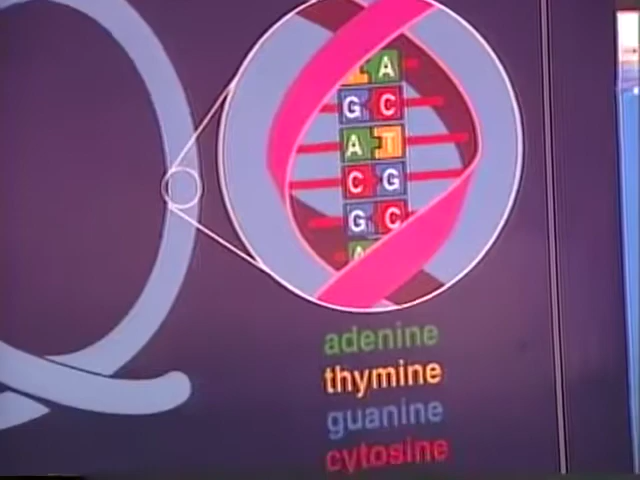 A
G C
A T
C G
G C
A
adenine
thymine
guanine
cytosine